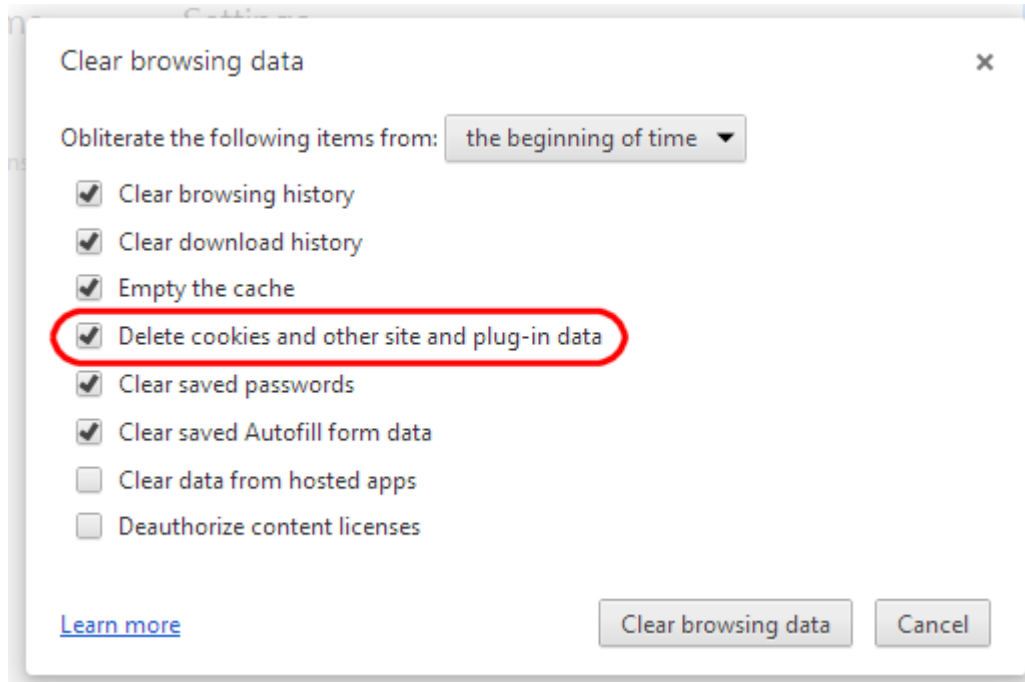 Settings
Clear browsing data
Obliterate the following items from: the beginning of time
Clear browsing history
Clear download history
Empty the cache
Delete cookies and other site and plug-in data
Clear saved passwords
Clear saved Autofill form data
Clear data from hosted apps
Deauthorize content licenses
Learn more Clear browsing data Cancel